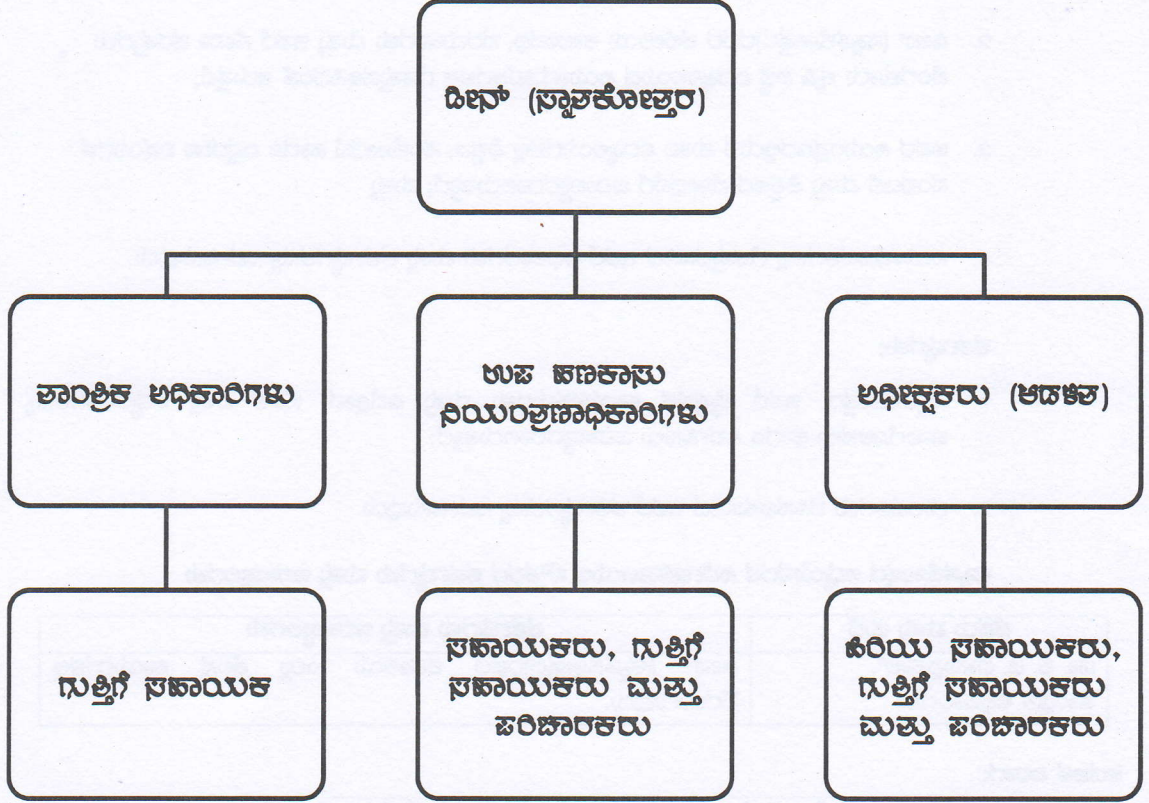 ಡೀನ್ (ಸ್ನಾತಕೋತ್ತರ)
ತಾಂತ್ರಿಕ ಅಧಿಕಾರಿಗಳು
ಉಪ ಹಣಕಾಸು
ನಿಯಂತ್ರಣಾಧಿಕಾರಿಗಳು
ಅಧೀಕ್ಷಕರು (ಆಡಳಿತ)
ಗುತ್ತಿಗೆ ಸಹಾಯಕ
ಸಹಾಯಕರು, ಗುತ್ತಿಗೆ
ಸಹಾಯಕರು ಮತ್ತು
ಪರಿಚಾರಕರು
ಹಿರಿಯ ಸಹಾಯಕರು,
ಗುತ್ತಿಗೆ ಸಹಾಯಕರು
ಮತ್ತು ಪರಿಚಾರಕರು